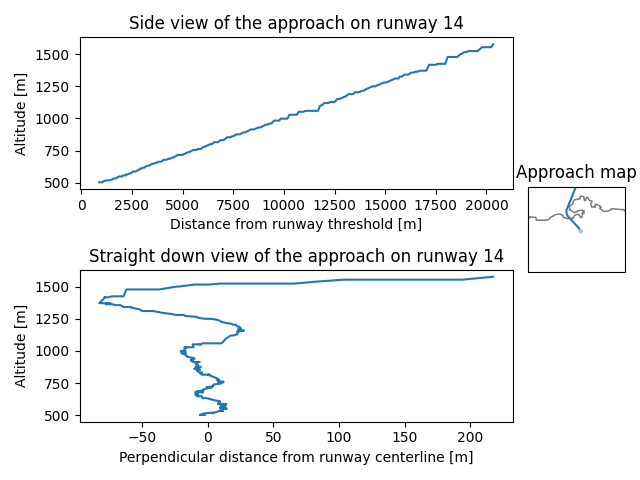 Side view of the approach on runway 14
Altitude [m]
1500
1250
1000
750
500
0 2500 5000 7500 10000 12500 15000 17500 20000
Distance from runway threshold [m]
Approach map
Straight down view of the approach on runway 14
Altitude [m]
1500
1250
1000
750
500
−50 0 50 100 150 200
Perpendicular distance from runway centerline [m]